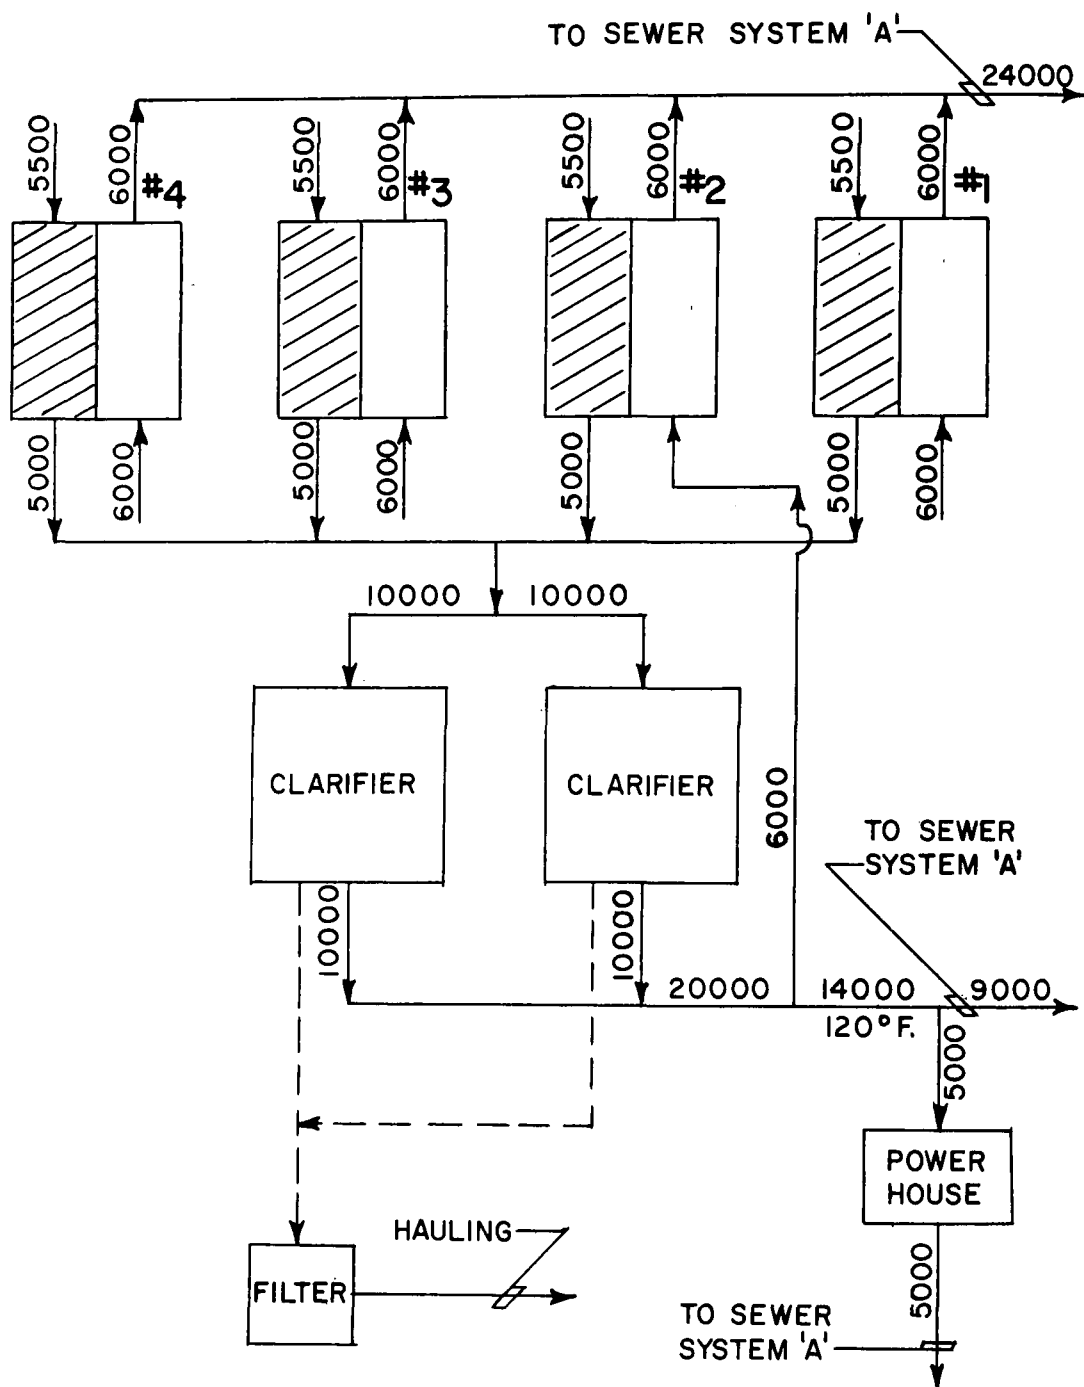 TO SEWER SYSTEM 'A'
24000
5500
6000
#4
5500
6000
#3
5500
6000
#2
5500
6000
#1
5000
6000
5000
6000
5000
5000
6000
10000
10000
CLARIFIER
CLARIFIER
6000
TO SEWER
SYSTEM 'A'
10000
10000
20000
14000
9000
120° F.
5000
POWER
HOUSE
HAULING
FILTER
5000
TO SEWER
SYSTEM 'A'